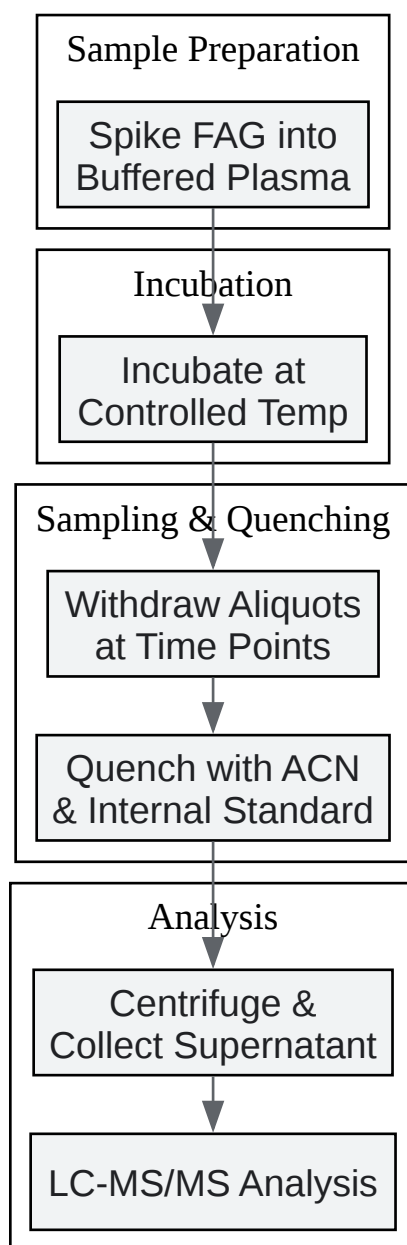 Sample Preparation
Spike FAG into
Buffered Plasma
Incubation
Incubate at
Controlled Temp
Sampling & Quenching
Withdraw Aliquots
at Time Points
Quench with ACN
& Internal Standard
Analysis
Centrifuge &
Collect Supernatant
LC-MS/MS Analysis